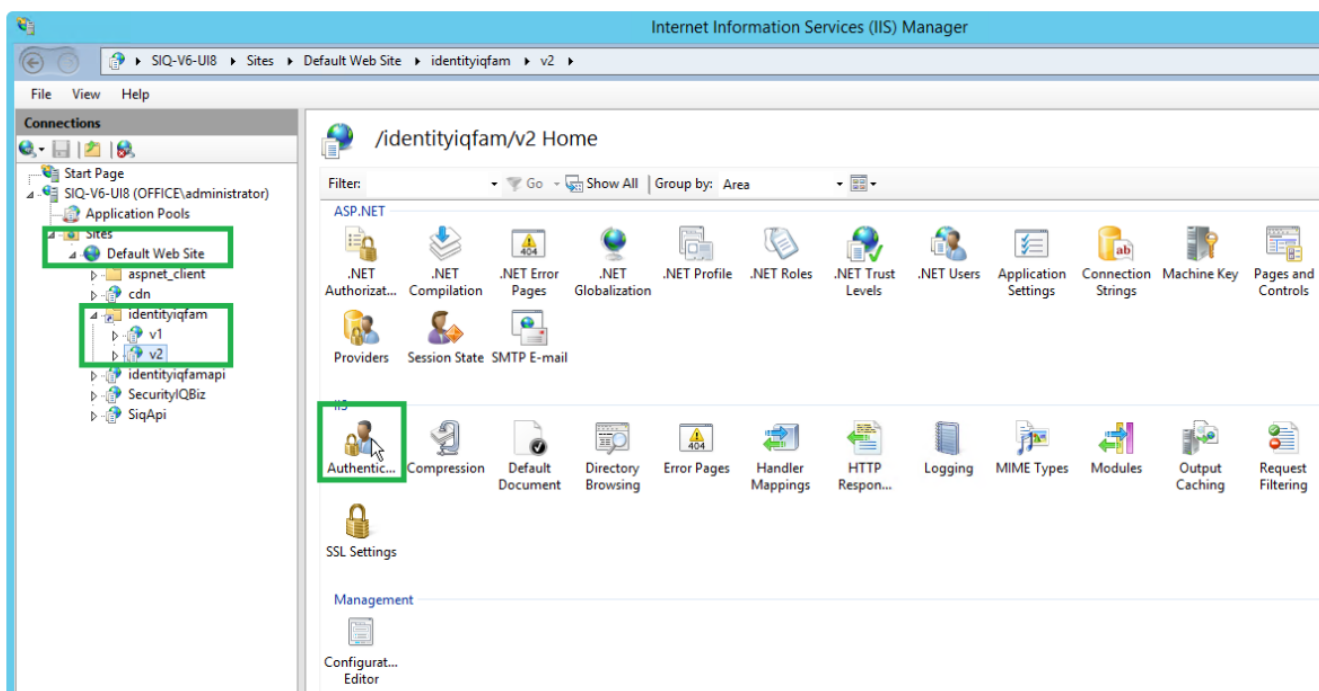 Internet Information Services (IIS) Manager
SIQ-V6-UI8 Sites Default Web Site identityiqfam v2
File View Help
Connections
Start Page
SIQ-V6-UI8 (OFFICE\administrator)
Application Pools
Sites
Default Web Site
aspnet_client
cdn
identityiqfam
v1
v2
identityiqfamapi
SecurityIQBiz
SiqApi
/identityiqfam/v2 Home
Filter: Go Show All Group by: Area
ASP.NET
.NET Authorizat...
.NET Compilation
.NET Error Pages
.NET Globalization
.NET Profile
.NET Roles
.NET Trust Levels
.NET Users
Application Settings
Connection Strings
Machine Key
Pages and Controls
Providers
Session State
SMTP E-mail
IIS
Authentic...
Compression
Default Document
Directory Browsing
Error Pages
Handler Mappings
HTTP Respon...
Logging
MIME Types
Modules
Output Caching
Request Filtering
SSL Settings
Management
Configurat... Editor